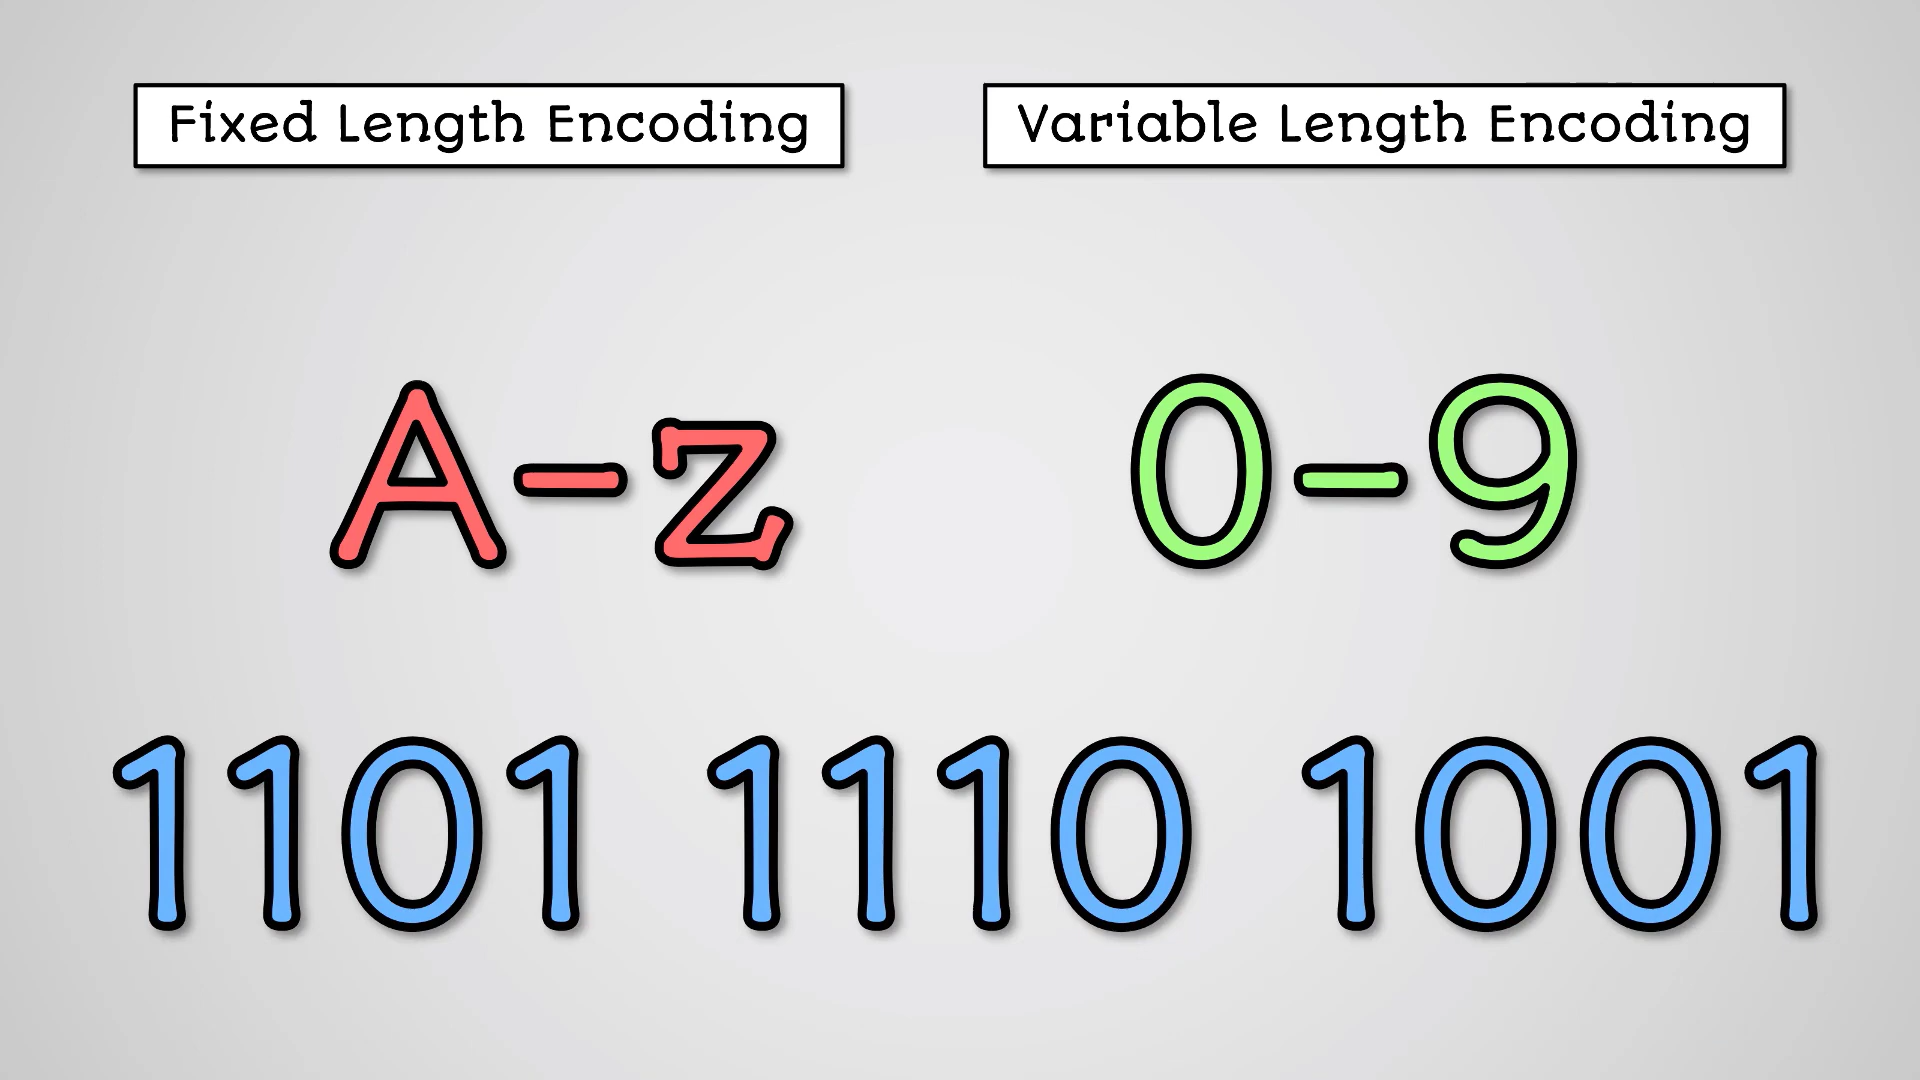 Fixed Length Encoding Variable Length Encoding
A-z 0-9
1101 1110 1001